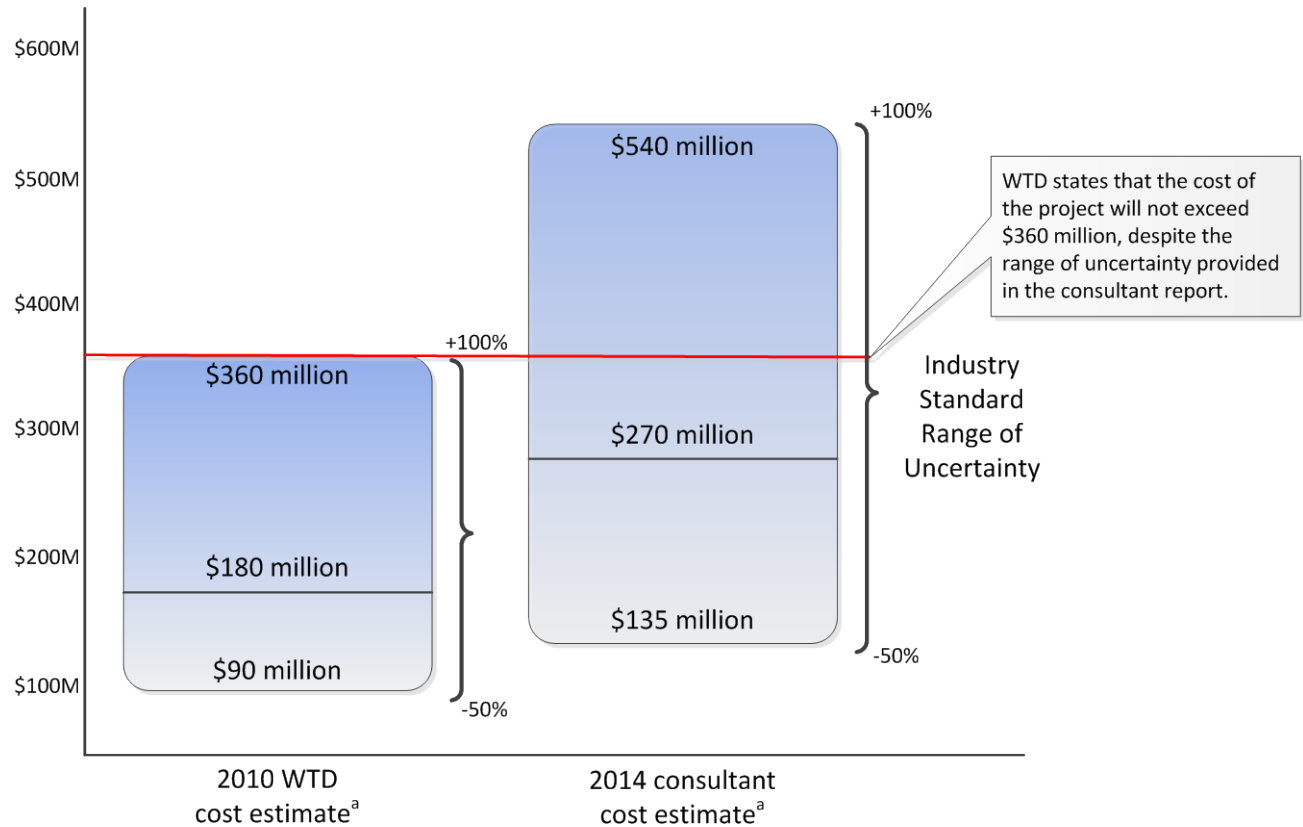 $600M
$500M
$400M
$300M
$200M
$100M
+100%
$360 million
$180 million
$90 million
-50%
+100%
$540 million
$270 million
$135 million
-50%
WTD states that the cost of
the project will not exceed
$360 million, despite the
range of uncertainty provided
in the consultant report.
Industry
Standard
Range of
Uncertainty
2010 WTD
cost estimateᵃ
2014 consultant
cost estimateᵃ